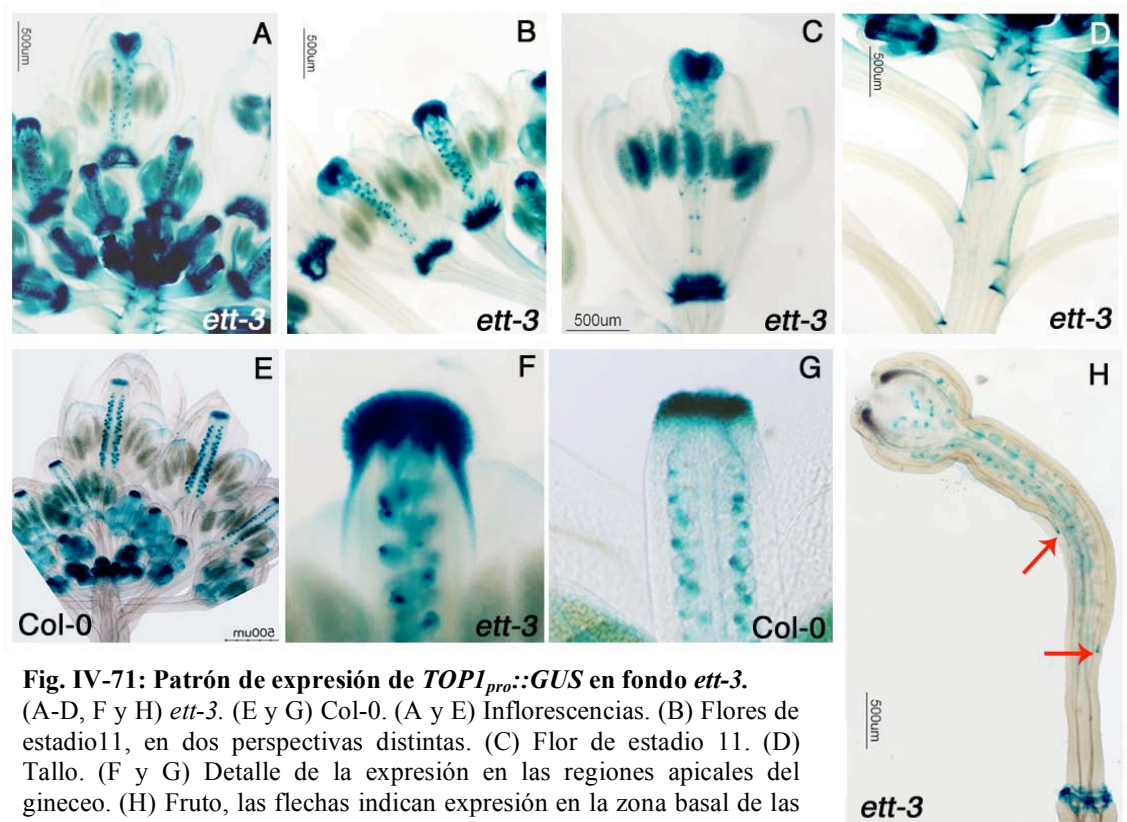 A
500um
ett-3
B
500um
ett-3
C
500um
ett-3
D
500um
ett-3
E
Col-0
500um
F
ett-3
G
Col-0
H
500um
ett-3
Fig. IV-71: Patrón de expresión de TOP1pro::GUS en fondo ett-3.
(A-D, F y H) ett-3. (E y G) Col-0. (A y E) Inflorescencias. (B) Flores de
estadio11, en dos perspectivas distintas. (C) Flor de estadio 11. (D)
Tallo. (F y G) Detalle de la expresión en las regiones apicales del
gineceo. (H) Fruto, las flechas indican expresión en la zona basal de las